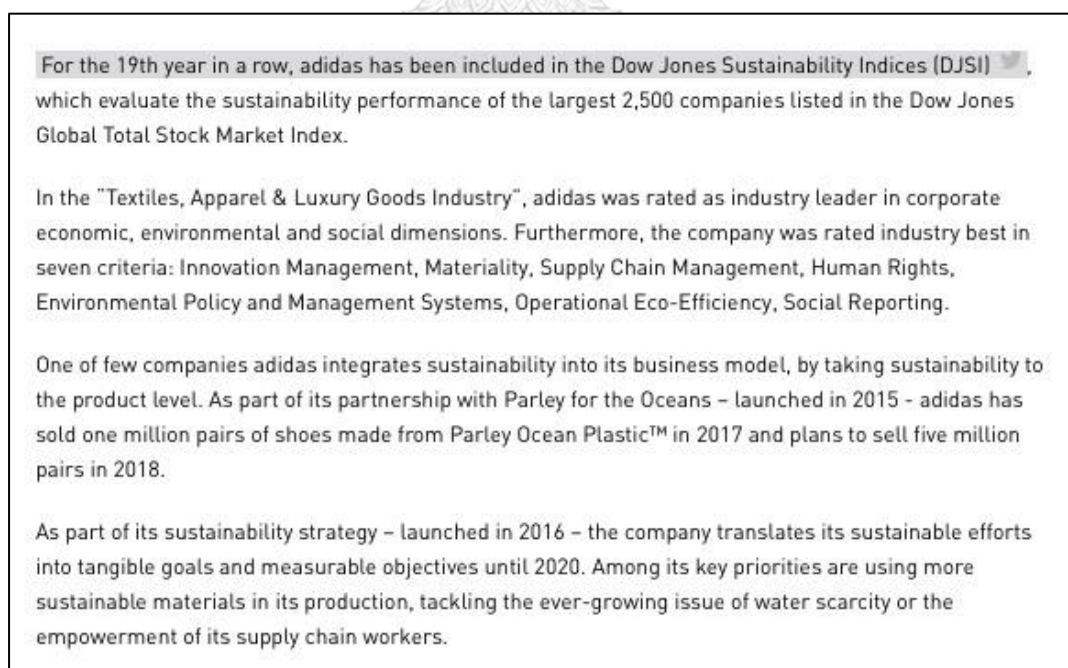 For the 19th year in a row, adidas has been included in the Dow Jones Sustainability Indices (DJSI) ,
which evaluate the sustainability performance of the largest 2,500 companies listed in the Dow Jones
Global Total Stock Market Index.
In the "Textiles, Apparel & Luxury Goods Industry", adidas was rated as industry leader in corporate
economic, environmental and social dimensions. Furthermore, the company was rated industry best in
seven criteria: Innovation Management, Materiality, Supply Chain Management, Human Rights,
Environmental Policy and Management Systems, Operational Eco-Efficiency, Social Reporting.
One of few companies adidas integrates sustainability into its business model, by taking sustainability to
the product level. As part of its partnership with Parley for the Oceans – launched in 2015 - adidas has
sold one million pairs of shoes made from Parley Ocean Plastic™ in 2017 and plans to sell five million
pairs in 2018.
As part of its sustainability strategy – launched in 2016 – the company translates its sustainable efforts
into tangible goals and measurable objectives until 2020. Among its key priorities are using more
sustainable materials in its production, tackling the ever-growing issue of water scarcity or the
empowerment of its supply chain workers.